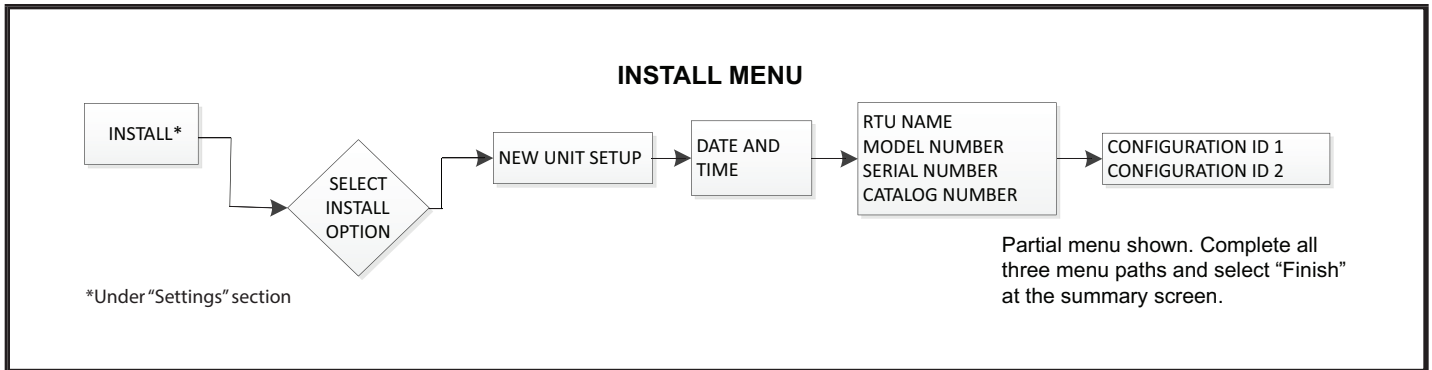 INSTALL MENU
INSTALL*
SELECT
INSTALL
OPTION
NEW UNIT SETUP
DATE AND
TIME
RTU NAME
MODEL NUMBER
SERIAL NUMBER
CATALOG NUMBER
CONFIGURATION ID 1
CONFIGURATION ID 2
Partial menu shown. Complete all
three menu paths and select “Finish”
at the summary screen.
*Under “Settings” section